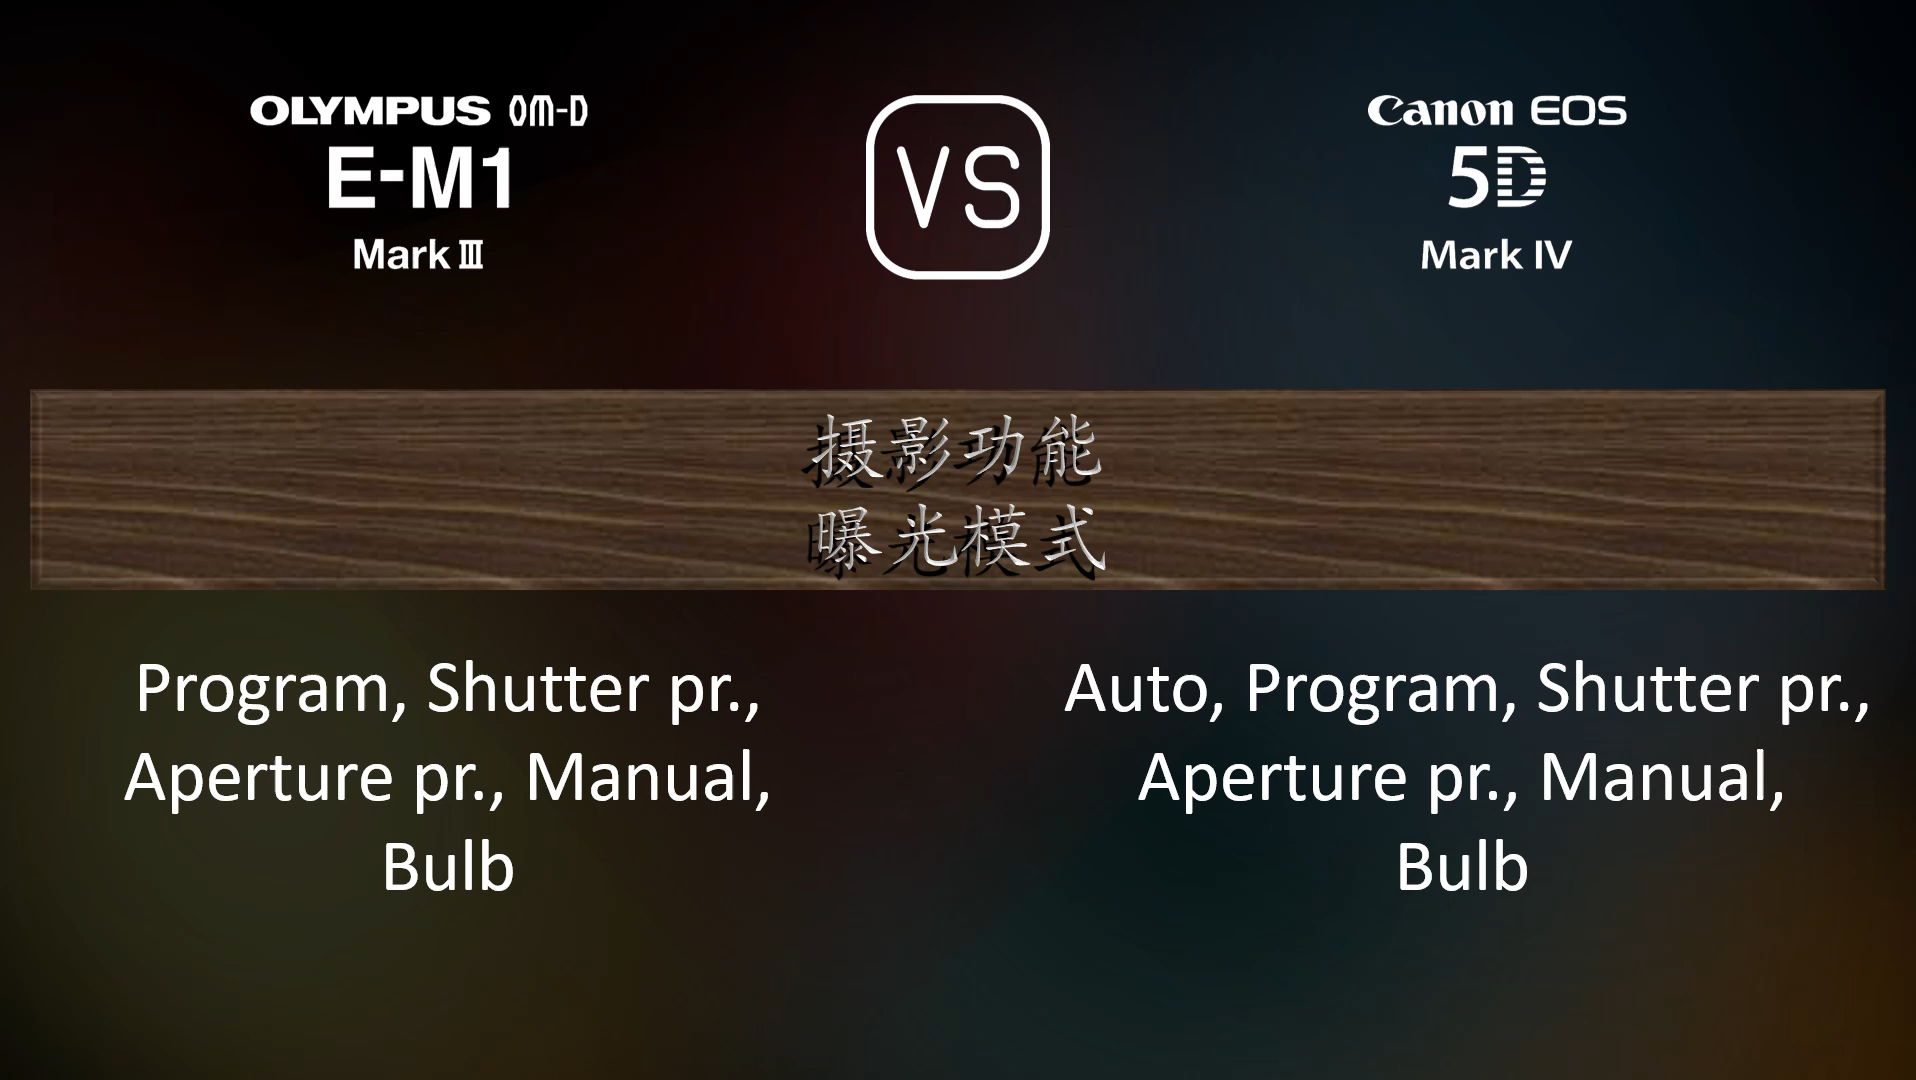 OLYMPUS OM-D
E-M1
Mark III
VS
Canon EOS
5D
Mark IV
摄影功能
曝光模式
Program, Shutter pr.,
Aperture pr., Manual,
Bulb
Auto, Program, Shutter pr.,
Aperture pr., Manual,
Bulb